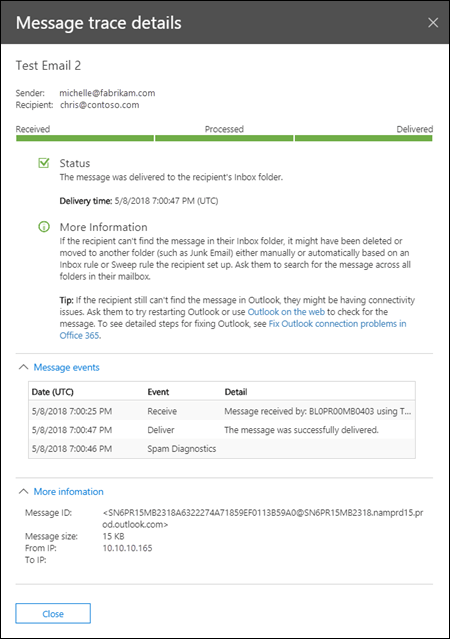 Message trace details
Test Email 2
Sender: michelle@fabrikam.com
Recipient: chris@contoso.com
Received Processed Delivered
Status
The message was delivered to the recipient's Inbox folder.
Delivery time: 5/8/2018 7:00:47 PM (UTC)
More Information
If the recipient can't find the message in their Inbox folder, it might have been deleted or
moved to another folder (such as Junk Email) either manually or automatically based on an
Inbox rule or Sweep rule the recipient set up. Ask them to search for the message across all
folders in their mailbox.
Tip: If the recipient still can't find the message in Outlook, they might be having connectivity
issues. Ask them to try restarting Outlook or use Outlook on the web to check for the
message. To see detailed steps for fixing Outlook, see Fix Outlook connection problems in
Office 365.
Message events
Date (UTC) Event Detail
5/8/2018 7:00:25 PM Receive Message received by: BL0PR00MB0403 using T...
5/8/2018 7:00:47 PM Deliver The message was successfully delivered.
5/8/2018 7:00:46 PM Spam Diagnostics
More infomation
Message ID: <SN6PR15MB2318A6322274A71859EF0113B59A0@SN6PR15MB2318.namprd15.pr
od.outlook.com>
Message size: 15 KB
From IP: 10.10.10.165
To IP:
Close